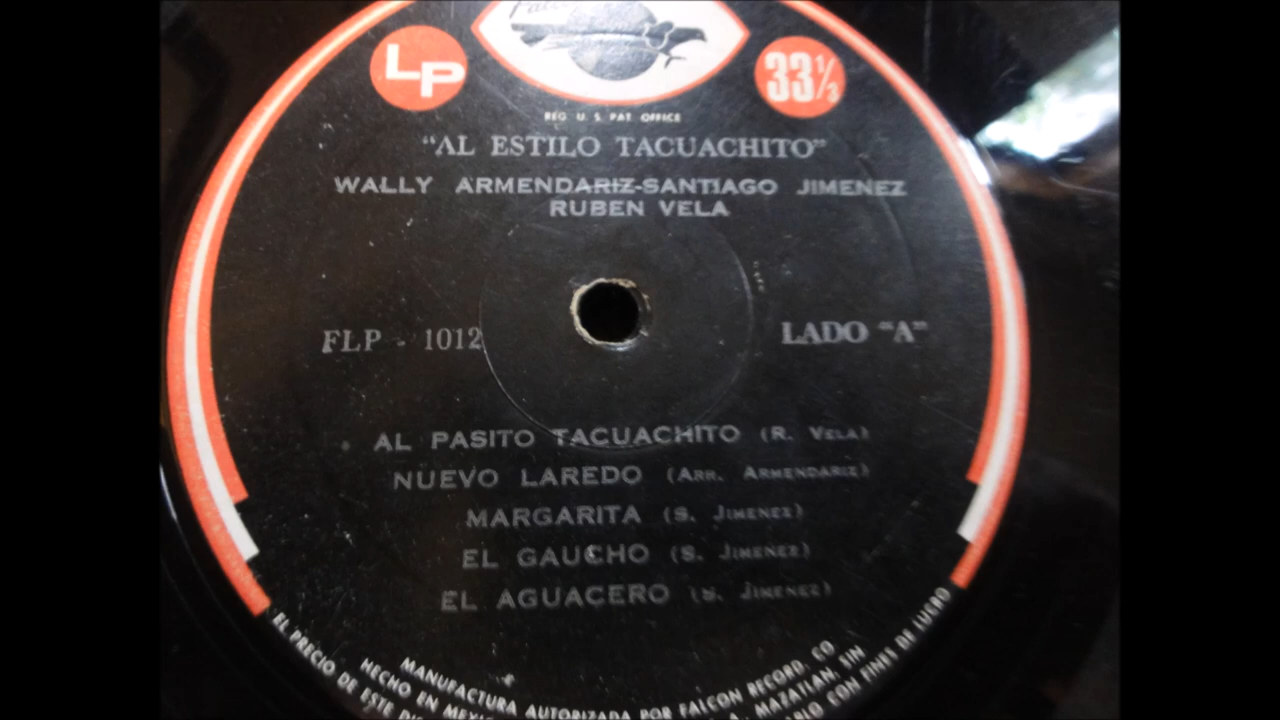 LP
33 1/3
REG. U. S. PAT. OFFICE
"AL ESTILO TACUACHITO"
WALLY ARMENDARIZ-SANTIAGO JIMENEZ
RUBEN VELA
FLP - 1012
LADO "A"
AL PASITO TACUACHITO (R. VELA)
NUEVO LAREDO (ARR. ARMENDARIZ)
MARGARITA (S. JIMENEZ)
EL GAUCHO (S. JIMENEZ)
EL AGUACERO (S. JIMENEZ)
MANUFACTURA AUTORIZADA POR FALCON RECORD. CO
HECHO EN MEXICO A. MAZATLAN, SIN
EL PRECIO DE ESTE CON FINES DE LUCRO